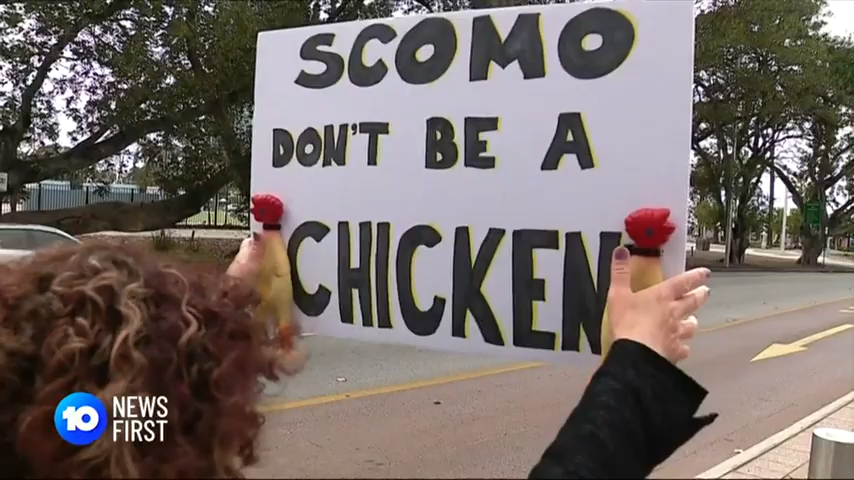 SCOMO
DON'T BE A
CHICKEN
10 NEWS
FIRST